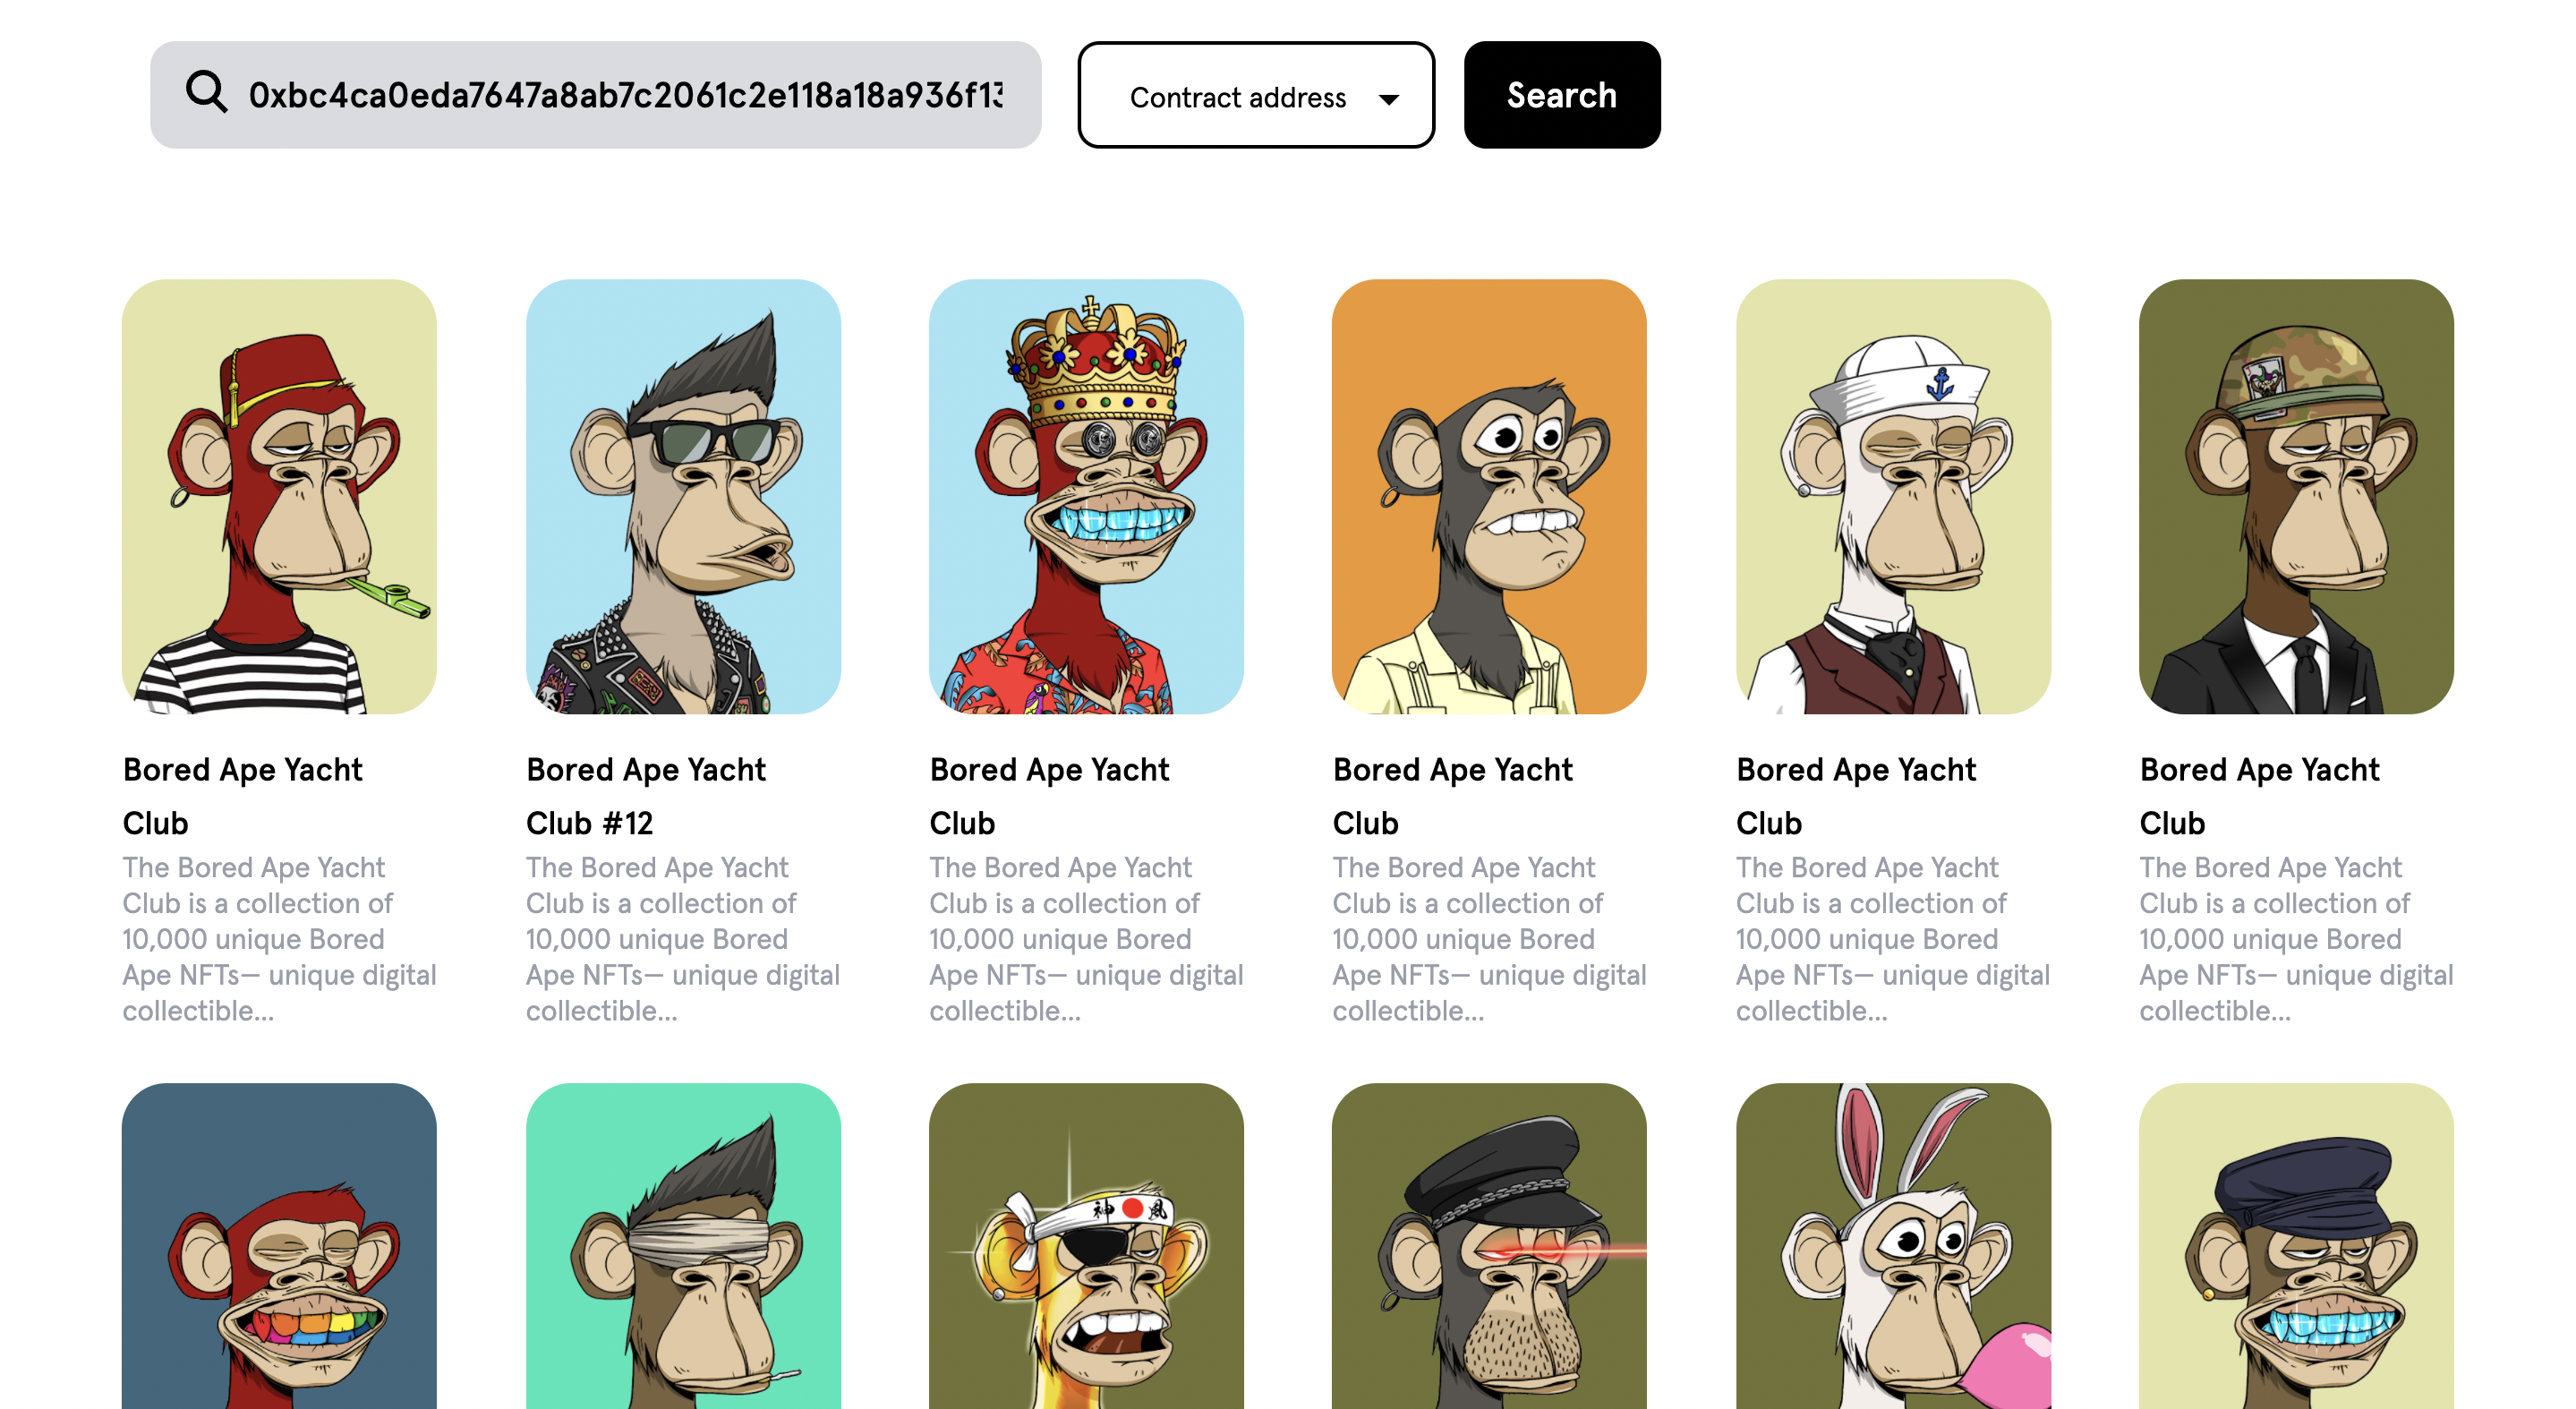 0xbc4ca0eda7647a8ab7c2061c2e118a18a936f13
Contract address
Search
Bored Ape Yacht
Club
The Bored Ape Yacht
Club is a collection of
10,000 unique Bored
Ape NFTs— unique digital
collectible...
Bored Ape Yacht
Club #12
The Bored Ape Yacht
Club is a collection of
10,000 unique Bored
Ape NFTs— unique digital
collectible...
Bored Ape Yacht
Club
The Bored Ape Yacht
Club is a collection of
10,000 unique Bored
Ape NFTs— unique digital
collectible...
Bored Ape Yacht
Club
The Bored Ape Yacht
Club is a collection of
10,000 unique Bored
Ape NFTs— unique digital
collectible...
Bored Ape Yacht
Club
The Bored Ape Yacht
Club is a collection of
10,000 unique Bored
Ape NFTs— unique digital
collectible...
Bored Ape Yacht
Club
The Bored Ape Yacht
Club is a collection of
10,000 unique Bored
Ape NFTs— unique digital
collectible...
神 風